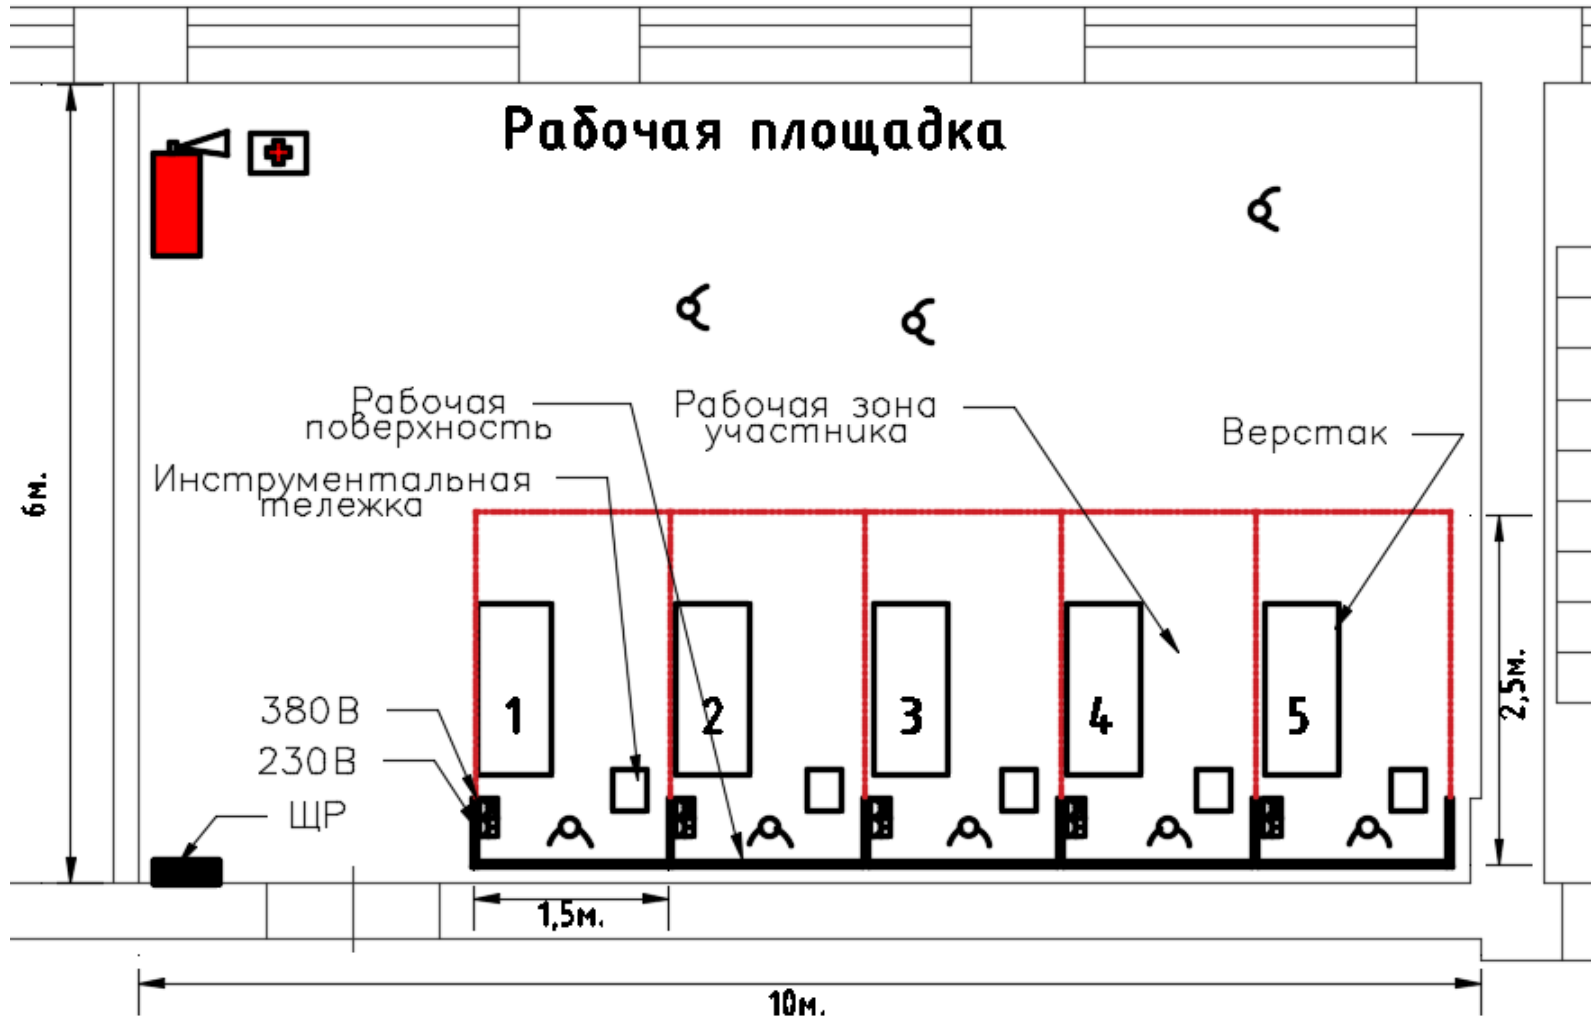 Рабочая площадка
Рабочая
поверхность
Рабочая зона
участника
Верстак
Инструментальная
тележка
6м.
2,5м.
380В
230В
ЩР
1
2
3
4
5
1,5м.
10м.